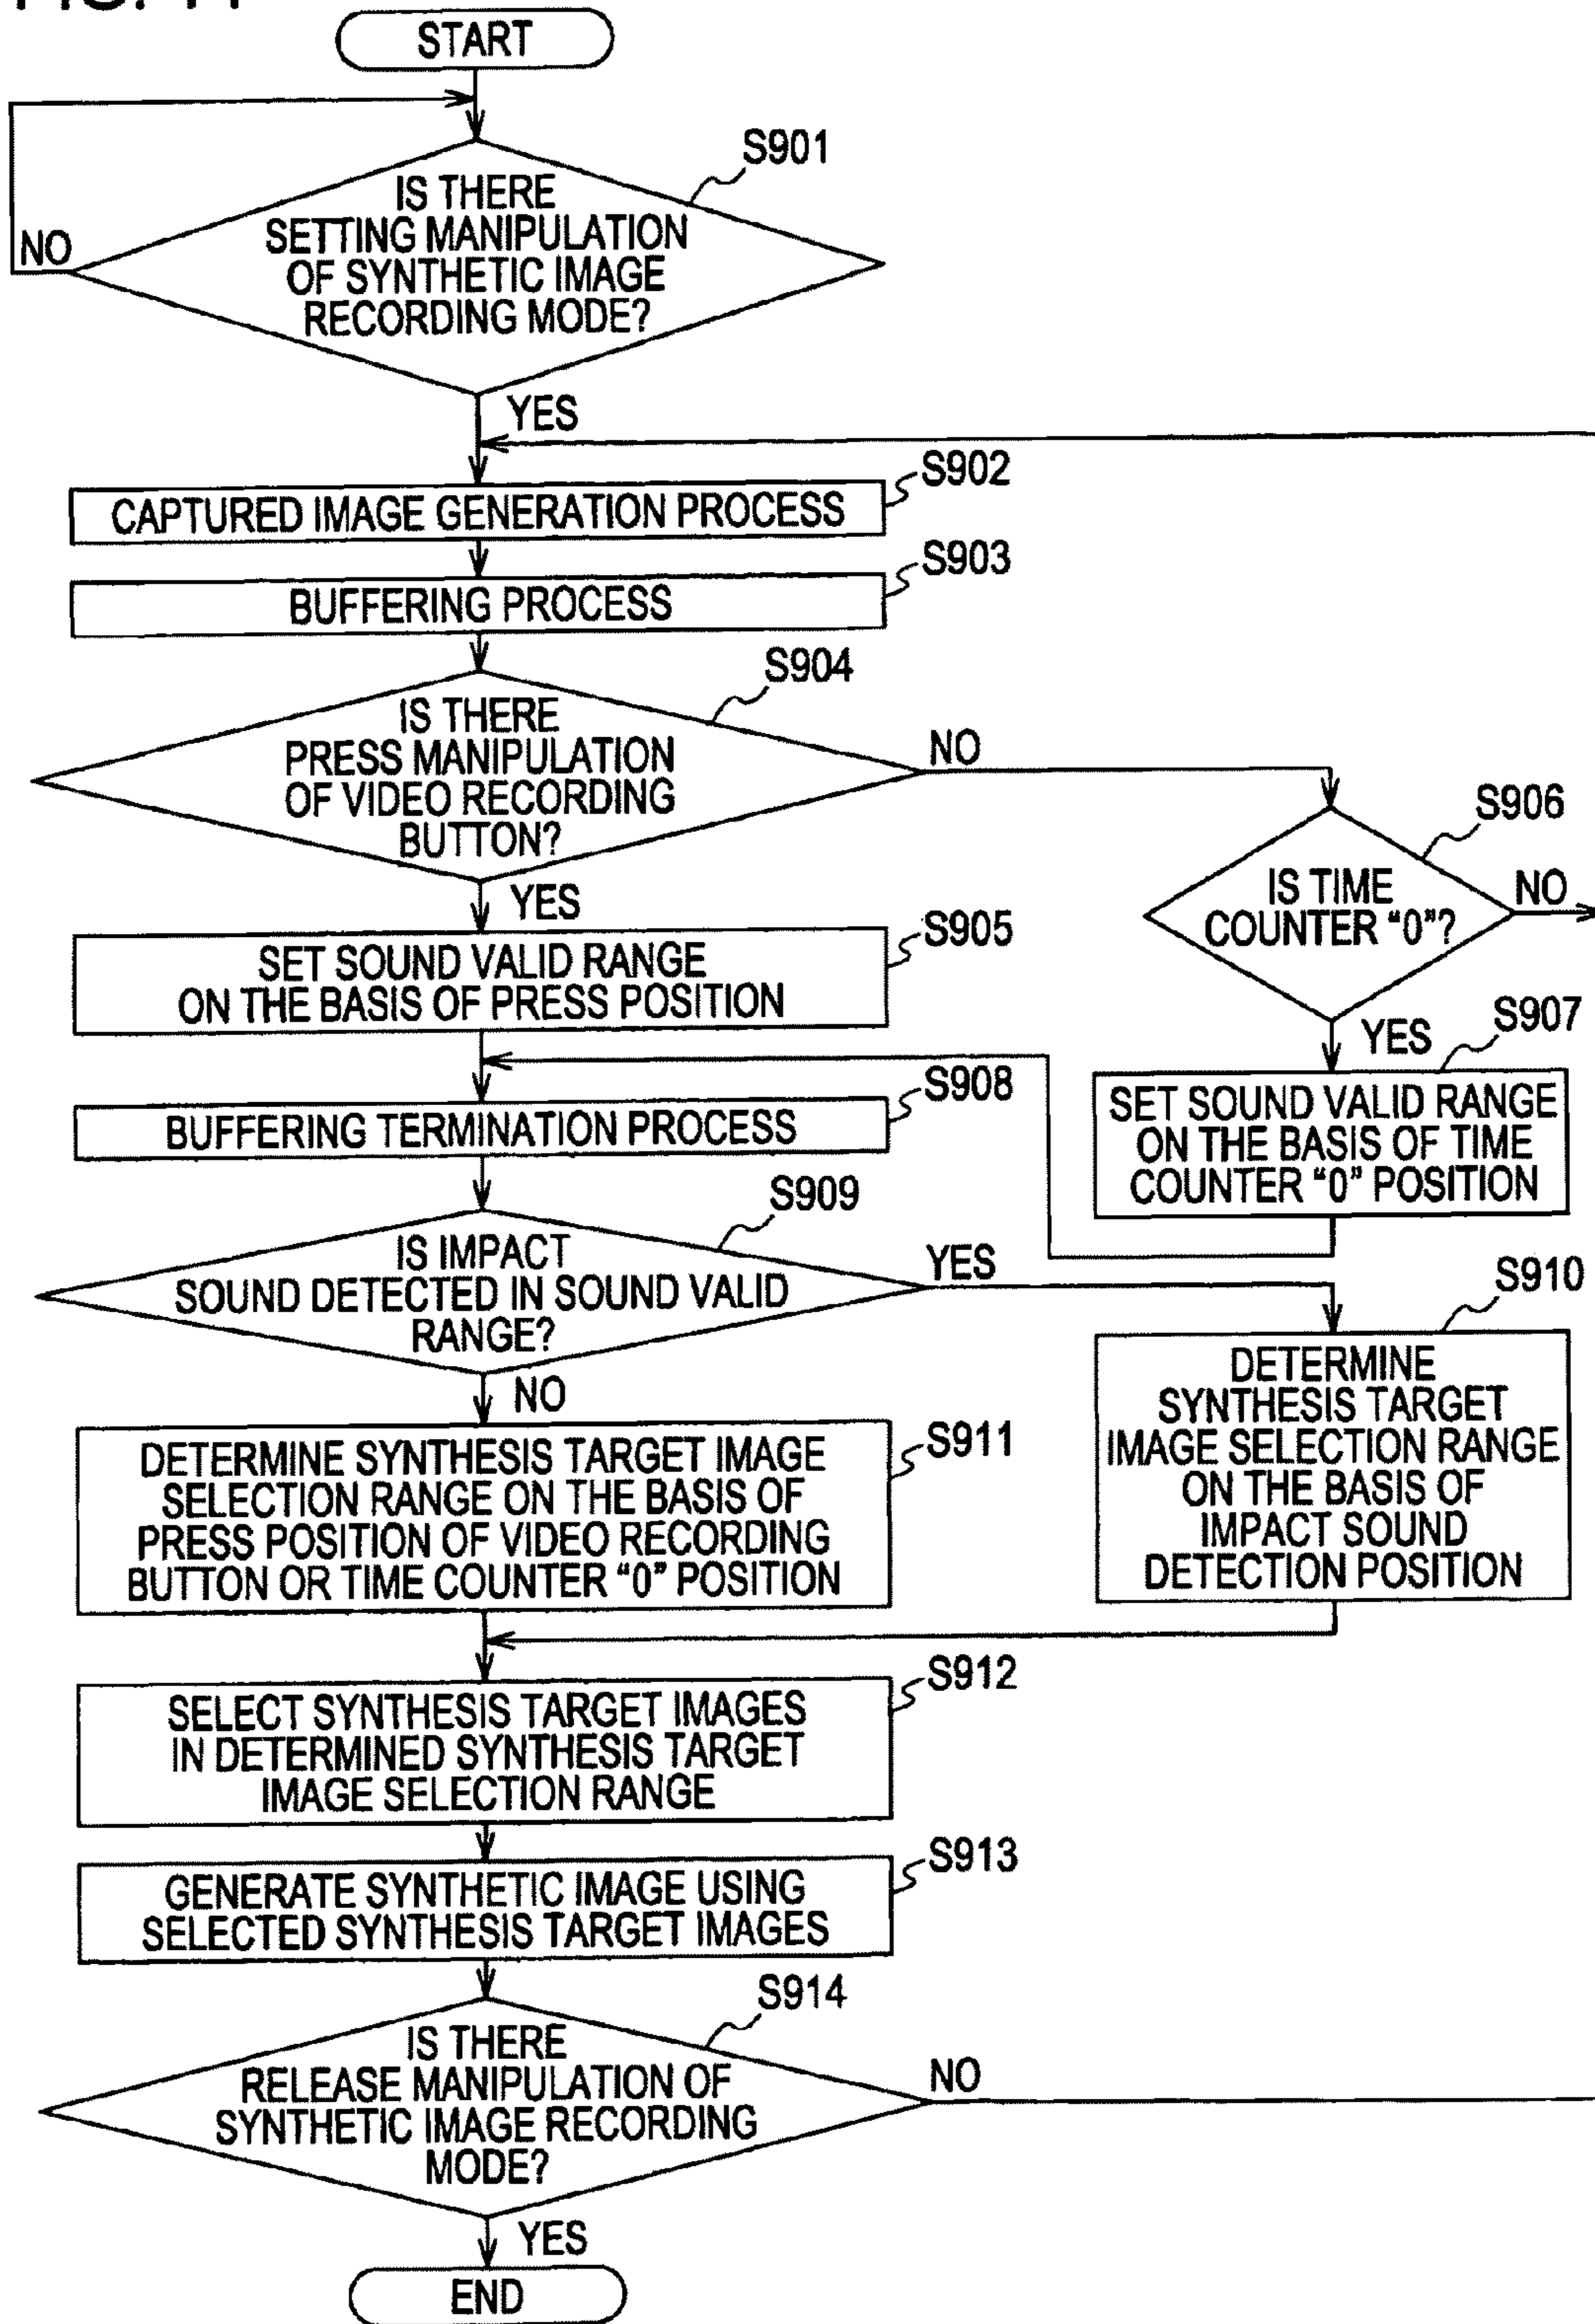 START
S901
IS THERE
SETTING MANIPULATION
OF SYNTHETIC IMAGE
RECORDING MODE?
NO
YES
S902
CAPTURED IMAGE GENERATION PROCESS
S903
BUFFERING PROCESS
S904
IS THERE
PRESS MANIPULATION
OF VIDEO RECORDING
BUTTON?
NO
YES
S906
IS TIME
COUNTER “0”?
NO
YES
S905
SET SOUND VALID RANGE
ON THE BASIS OF PRESS POSITION
S907
SET SOUND VALID RANGE
ON THE BASIS OF TIME
COUNTER “0” POSITION
S908
BUFFERING TERMINATION PROCESS
S909
IS IMPACT
SOUND DETECTED IN SOUND VALID
RANGE?
YES
NO
S910
DETERMINE
SYNTHESIS TARGET
IMAGE SELECTION RANGE
ON THE BASIS OF
IMPACT SOUND
DETECTION POSITION
S911
DETERMINE SYNTHESIS TARGET IMAGE
SELECTION RANGE ON THE BASIS OF
PRESS POSITION OF VIDEO RECORDING
BUTTON OR TIME COUNTER “0” POSITION
S912
SELECT SYNTHESIS TARGET IMAGES
IN DETERMINED SYNTHESIS TARGET
IMAGE SELECTION RANGE
S913
GENERATE SYNTHETIC IMAGE USING
SELECTED SYNTHESIS TARGET IMAGES
S914
IS THERE
RELEASE MANIPULATION OF
SYNTHETIC IMAGE RECORDING
MODE?
NO
YES
END